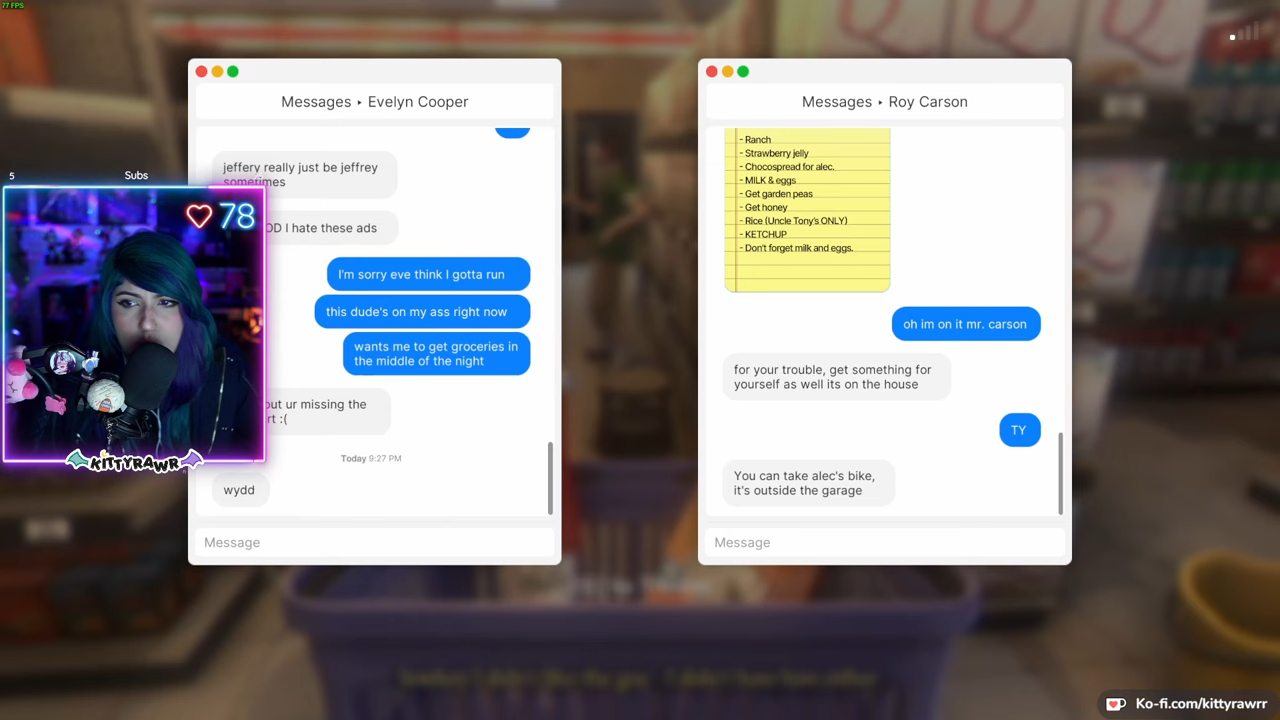 77 FPS
Messages ▸ Evelyn Cooper
jeffery really just be jeffrey
sometimes
I hate these ads
I'm sorry eve think I gotta run
this dude's on my ass right now
wants me to get groceries in
the middle of the night
ur missing the
:(
Today 9:27 PM
wydd
Message
Messages ▸ Roy Carson
- Ranch
- Strawberry jelly
- Chocospread for alec.
- MILK & eggs
- Get garden peas
- Get honey
- Rice (Uncle Tony's ONLY)
- KETCHUP
- Don't forget milk and eggs.
oh im on it mr. carson
for your trouble, get something for
yourself as well its on the house
TY
You can take alec's bike,
it's outside the garage
Message
5 Subs
78
KITTYRAWR
Ko-fi.com/kittyrawrr